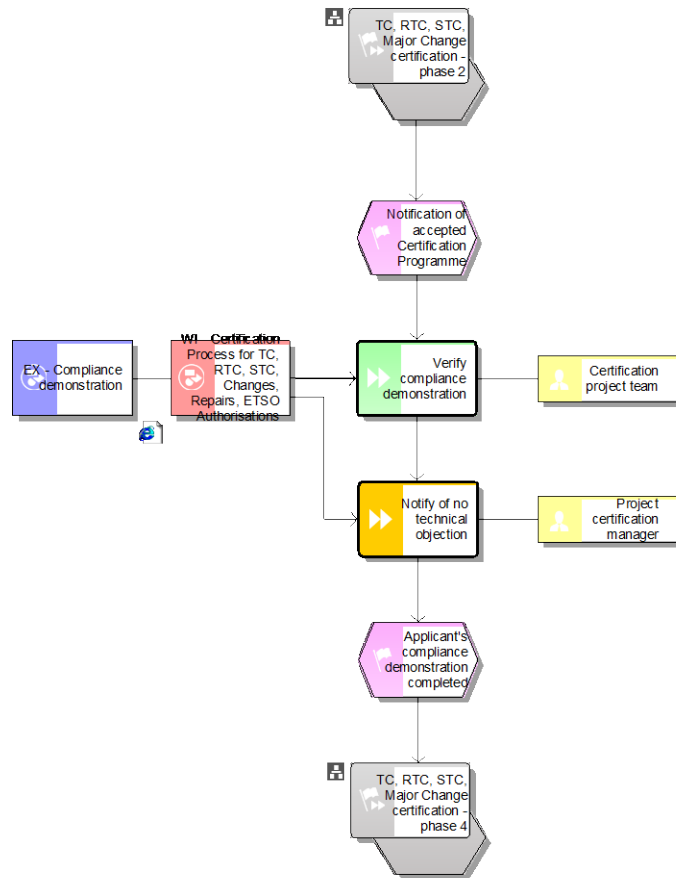 TC, RTC, STC,
Major Change
certification -
phase 2
Notification of
accepted
Certification
Programme
EX - Compliance
demonstration
WI - Certification
Process for TC,
RTC, STC,
Changes,
Repairs, ETSO
Authorisations
Verify
compliance
demonstration
Certification
project team
Notify of no
technical
objection
Project
certification
manager
Applicant's
compliance
demonstration
completed
TC, RTC, STC,
Major Change
certification -
phase 4